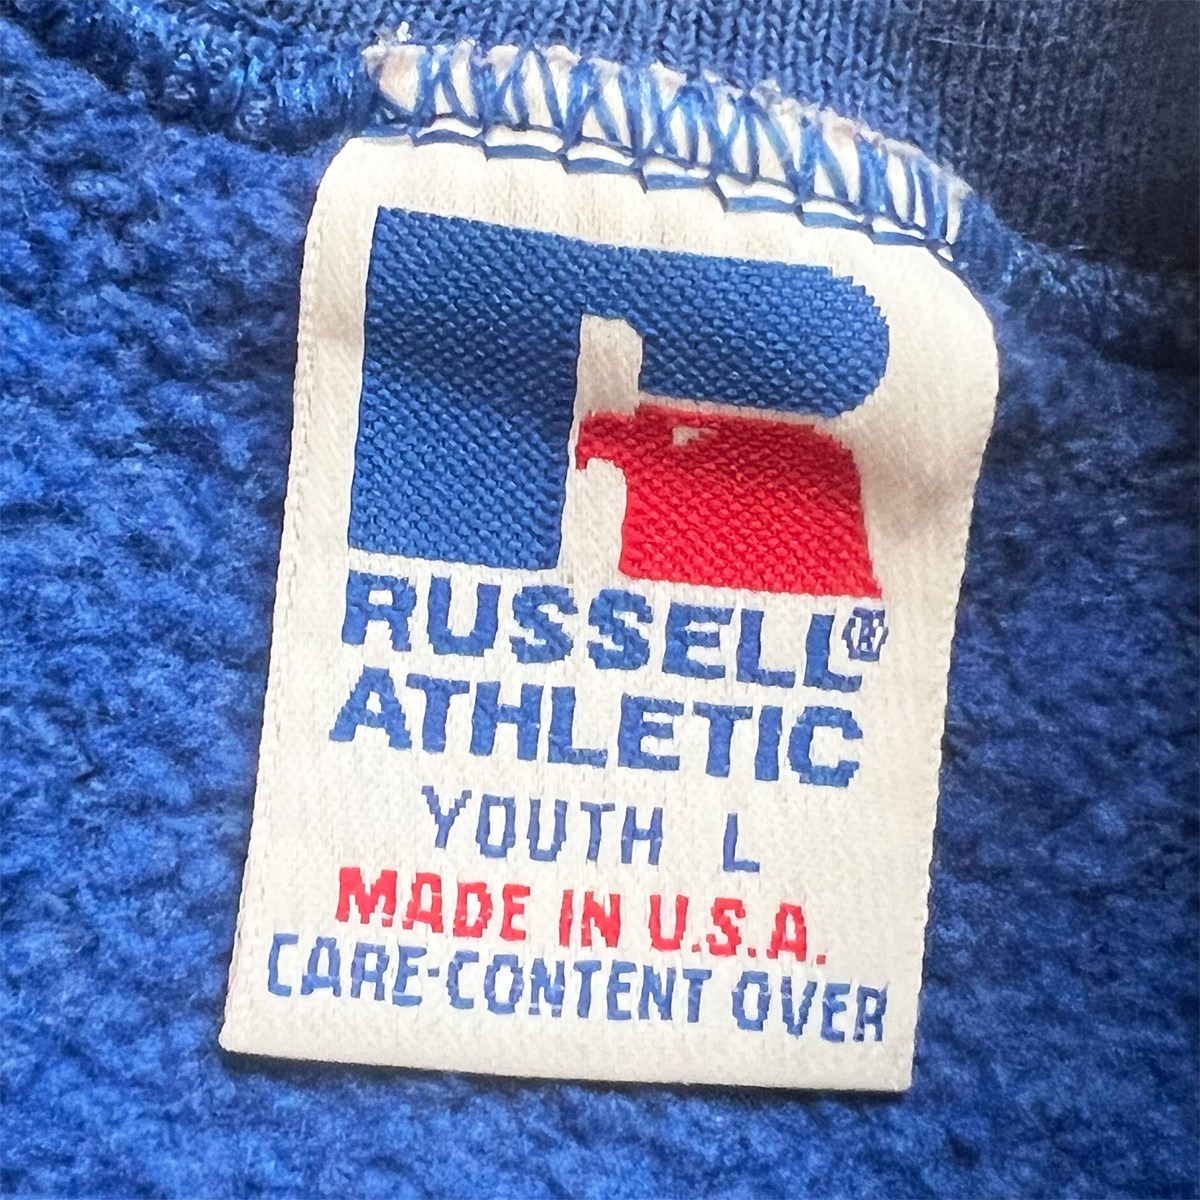 RUSSELL®
ATHLETIC
YOUTH L
MADE IN U.S.A.
CARE-CONTENT OVER